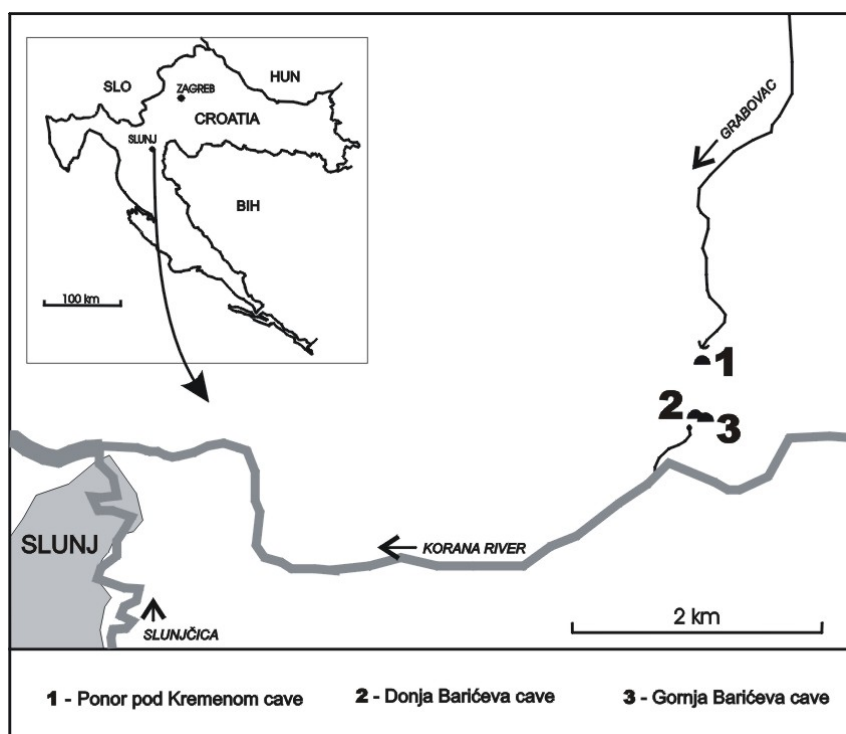 HUN
SLO
ZAGREB
CROATIA
SLUNJ
BIH
100 km
GRABOVAC
1
2
3
SLUNJ
KORANA RIVER
SLUNJČICA
2 km
1 - Ponor pod Kremenom cave
2 - Donja Barićeva cave
3 - Gornja Barićeva cave